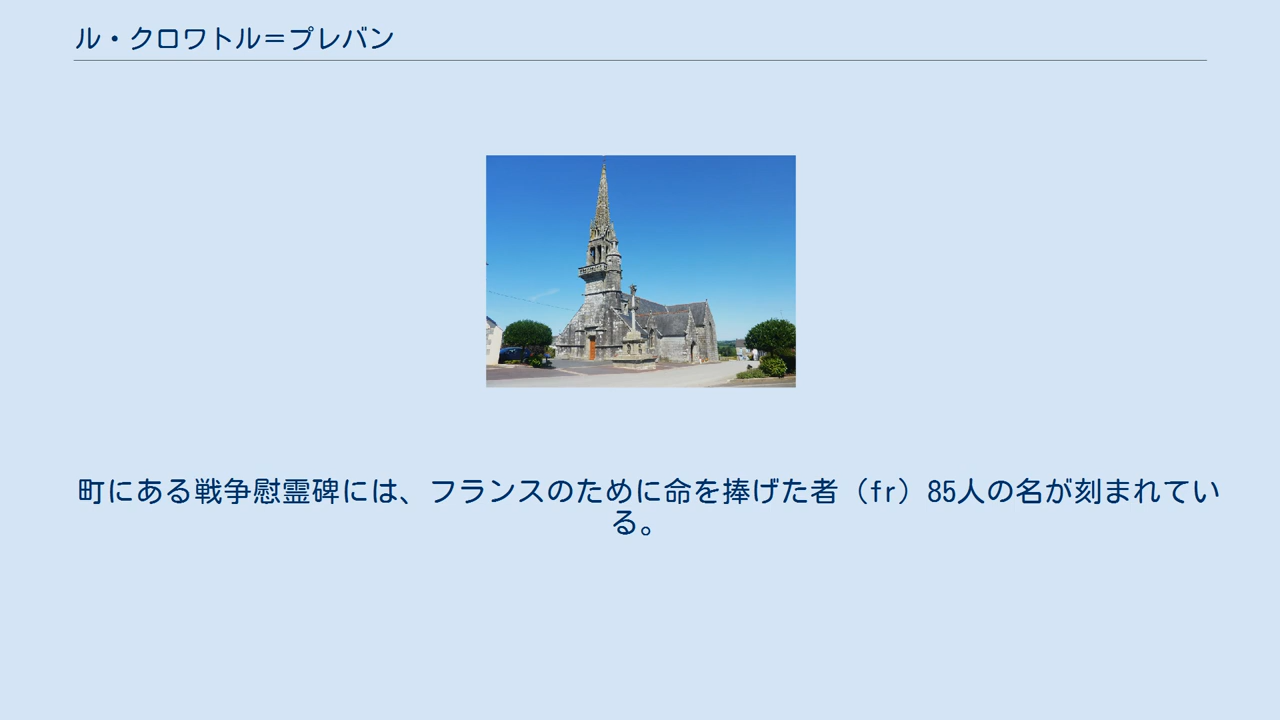 ル・クロワトル＝プレバン
町にある戦争慰霊碑には、フランスのために命を捧げた者（fr）85人の名が刻まれてい
る。